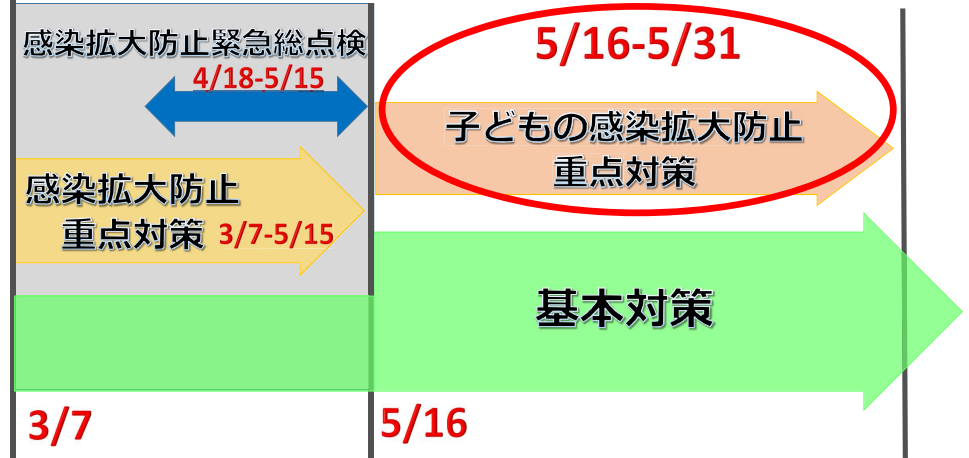 感染拡大防止緊急総点検
4/18-5/15
感染拡大防止
重点対策 3/7-5/15
5/16-5/31
子どもの感染拡大防止
重点対策
基本対策
3/7
5/16